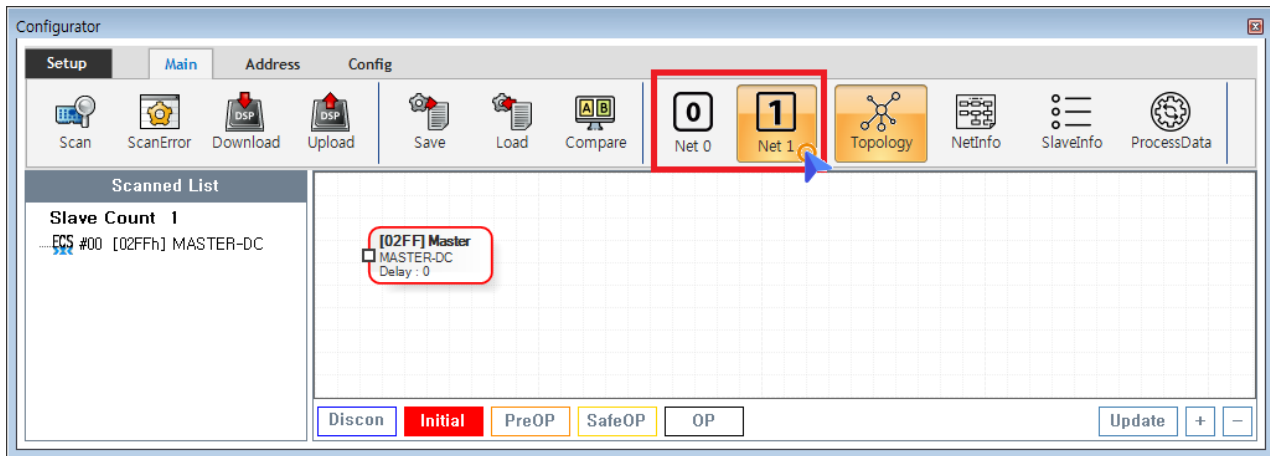 Configurator
Setup Main Address Config
DSP DSP A B 0 1
Scan ScanError Download Upload Save Load Compare Net 0 Net 1 Topology NetInfo SlaveInfo ProcessData
Scanned List
Slave Count 1
ECS #00 [02FFh] MASTER-DC
[02FF] Master
MASTER-DC
Delay : 0
Discon Initial PreOP SafeOP OP Update + -